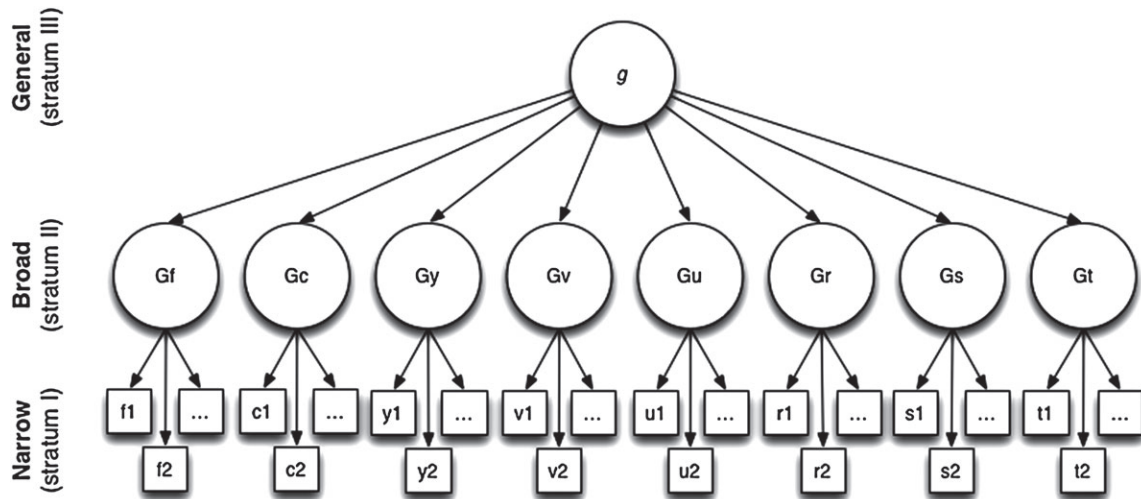 General
(stratum III)
g
Broad
(stratum II)
Gf Gc Gy Gv Gu Gr Gs Gt
Narrow
(stratum I)
f1 ... c1 ... y1 ... v1 ... u1 ... r1 ... s1 ... t1 ...
f2 c2 y2 v2 u2 r2 s2 t2